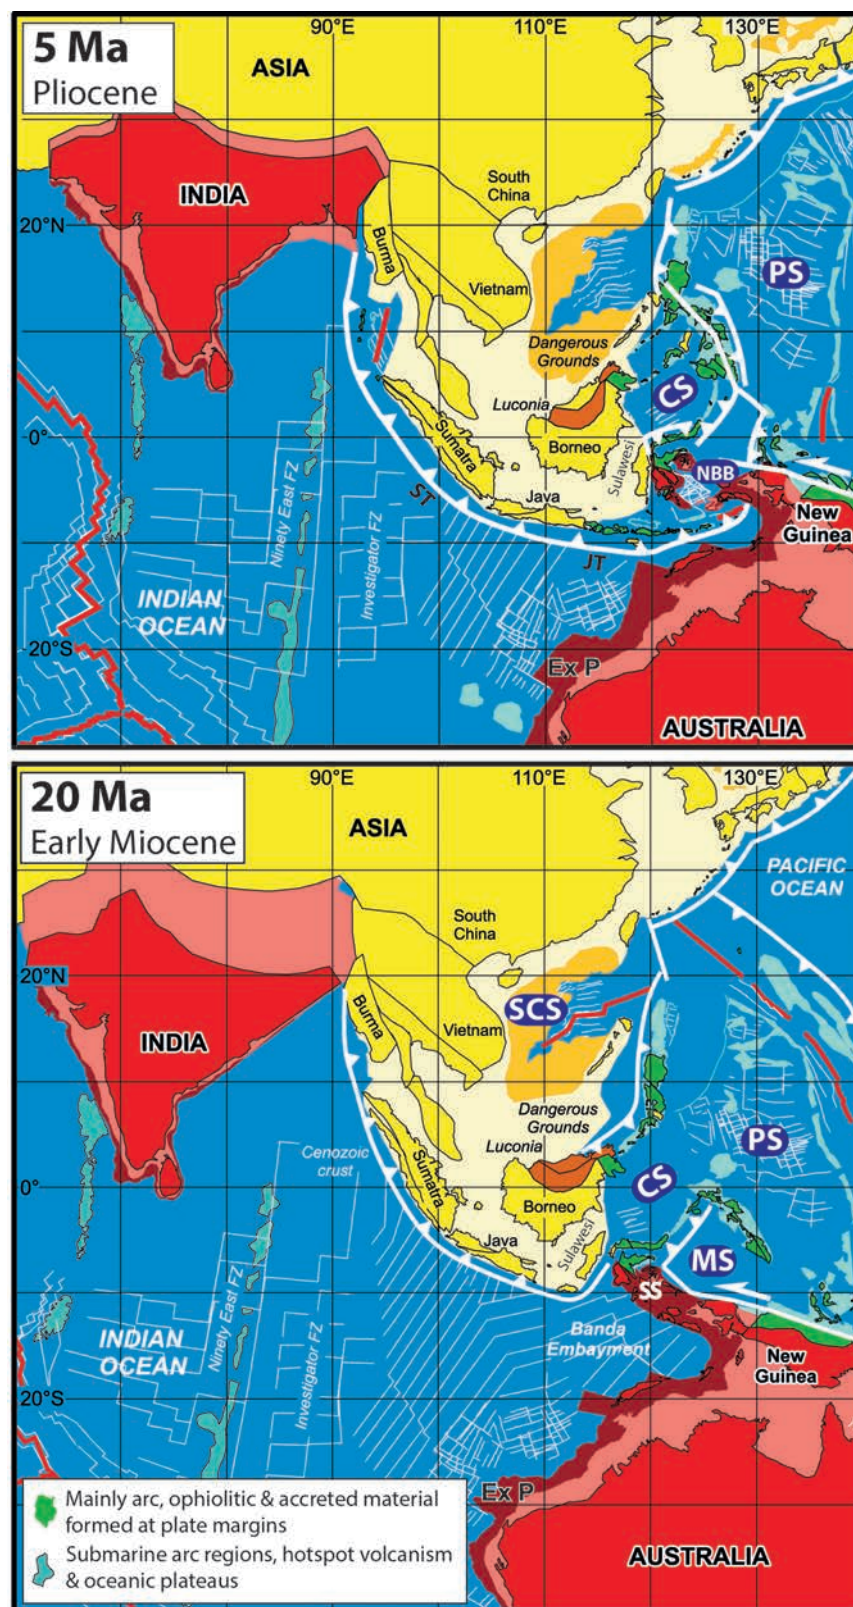 5 Ma
Pliocene
90°E
110°E
130°E
ASIA
INDIA
South
China
20°N
Burma
Vietnam
PS
Dangerous
Grounds
CS
Luconia
0°
Sumatra
Borneo
Sulawesi
NBB
ST
Java
New
Guinea
JT
Ninety East FZ
Investigator FZ
INDIAN
OCEAN
20°S
Ex P
AUSTRALIA
20 Ma
Early Miocene
90°E
110°E
130°E
ASIA
PACIFIC
OCEAN
South
China
20°N
SCS
Burma
Vietnam
INDIA
Dangerous
Grounds
PS
Luconia
Cenozoic
crust
0°
Sumatra
CS
Borneo
Sulawesi
Java
MS
SS
Ninety East FZ
Investigator FZ
INDIAN
OCEAN
Banda
Embayment
New
Guinea
20°S
Ex P
AUSTRALIA
Mainly arc, ophiolitic & accreted material
formed at plate margins
Submarine arc regions, hotspot volcanism
& oceanic plateaus